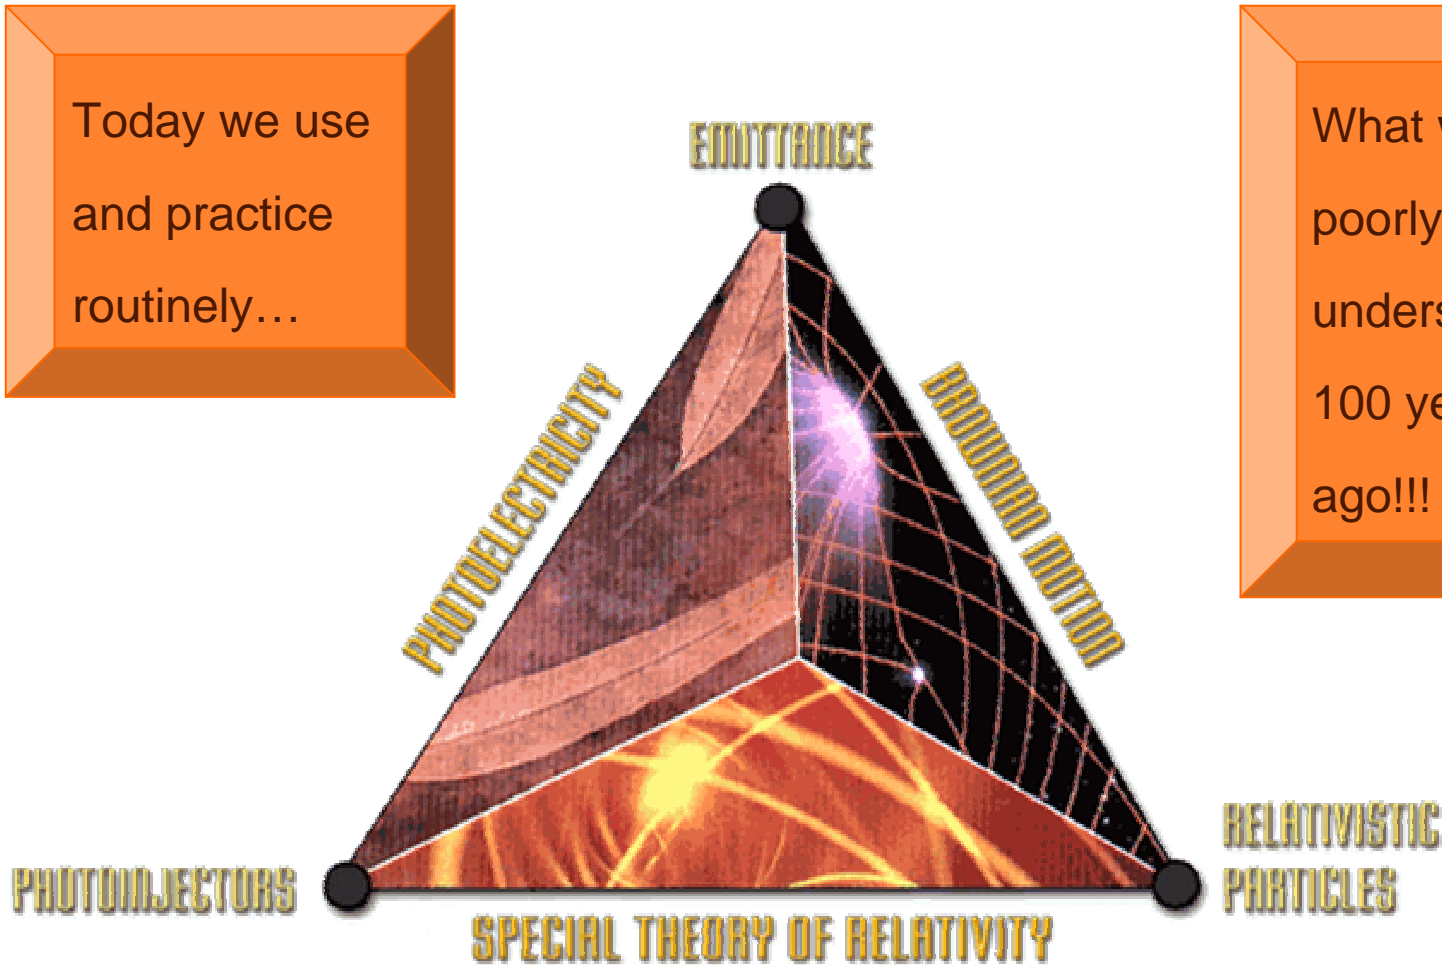 Today we use
and practice
routinely…
What
poorly
100
ago!!!
EMITTANCE
PHOTOELECTRICITY
BROWNIAN MOTION
PHOTOINJECTORS
RELATIVISTIC
PARTICLES
SPECIAL THEORY OF RELATIVITY